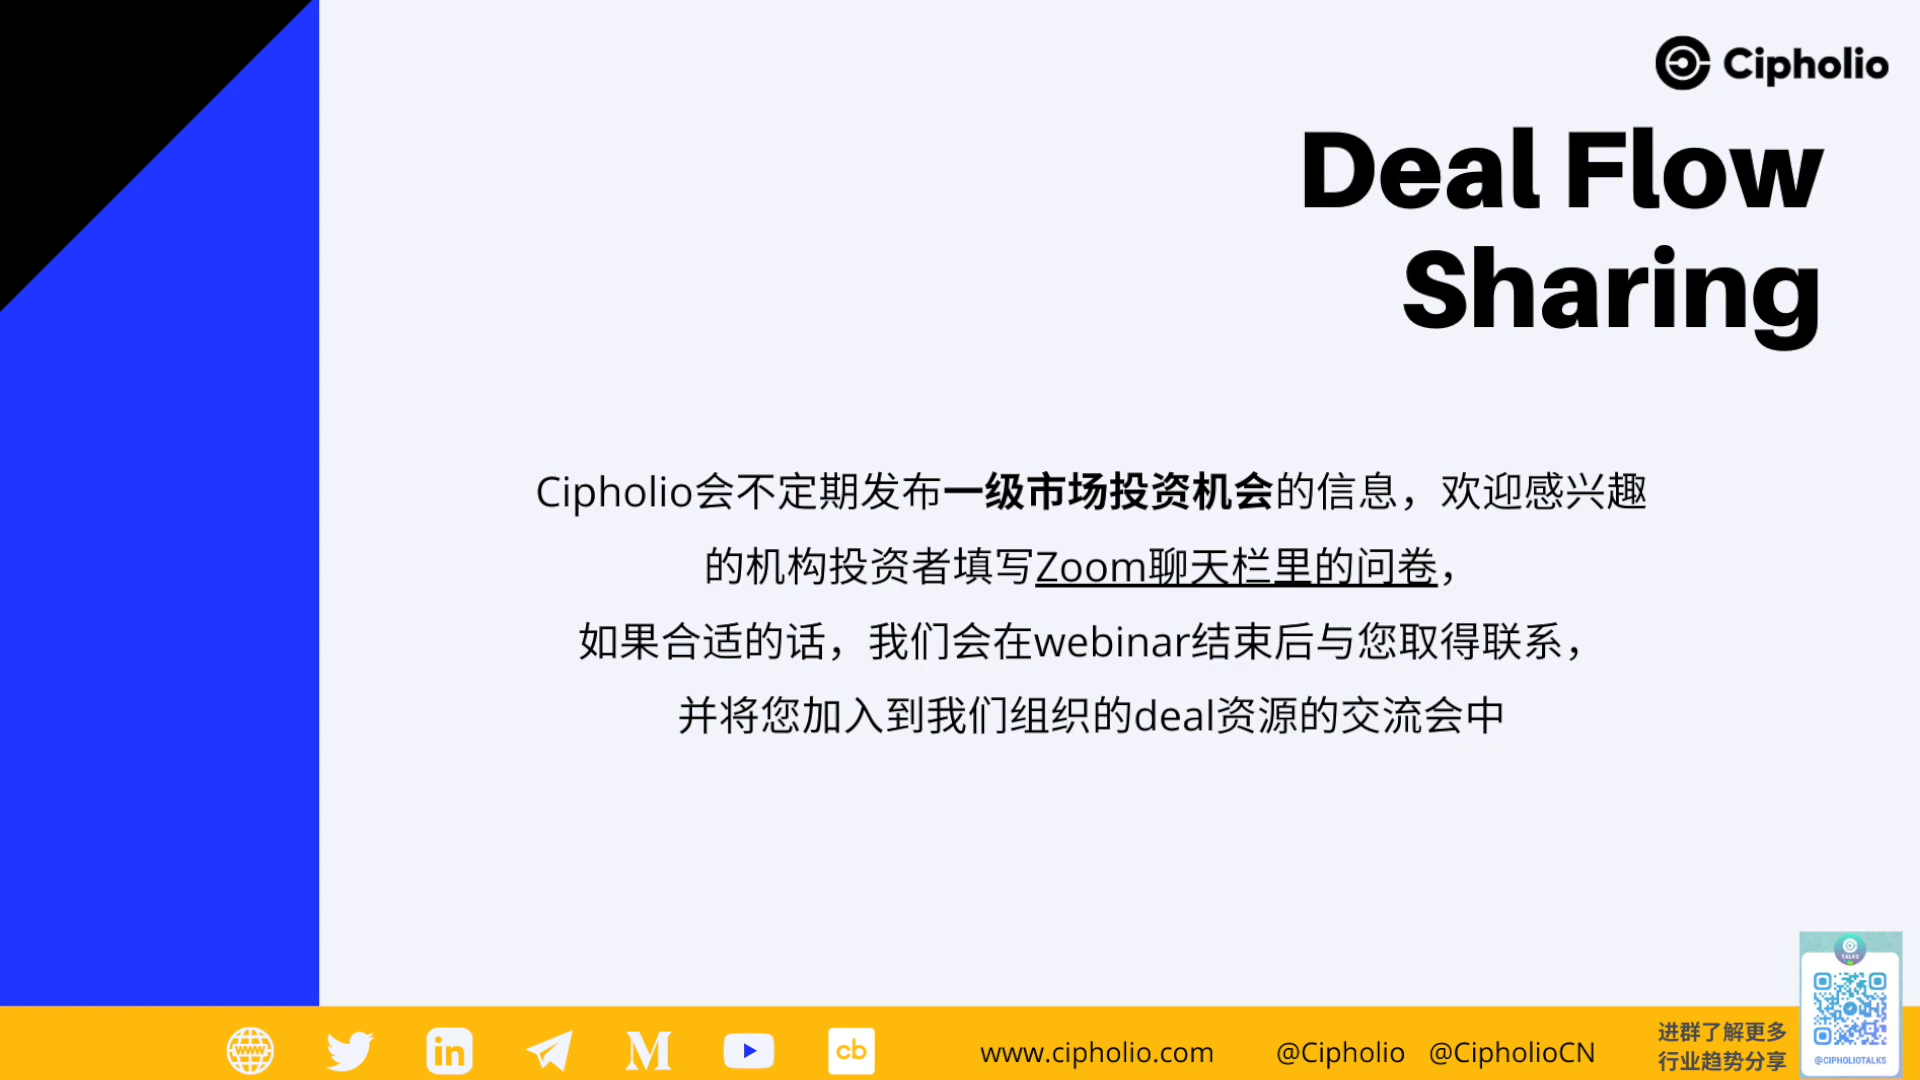 Cipholio
Deal Flow
Sharing
Cipholio会不定期发布一级市场投资机会的信息，欢迎感兴趣
的机构投资者填写Zoom聊天栏里的问卷，
如果合适的话，我们会在webinar结束后与您取得联系，
并将您加入到我们组织的deal资源的交流会中
www
in
M
cb
www.cipholio.com
@Cipholio
@CipholioCN
进群了解更多
行业趋势分享
TALKS
@CIPHOLIOTALKS